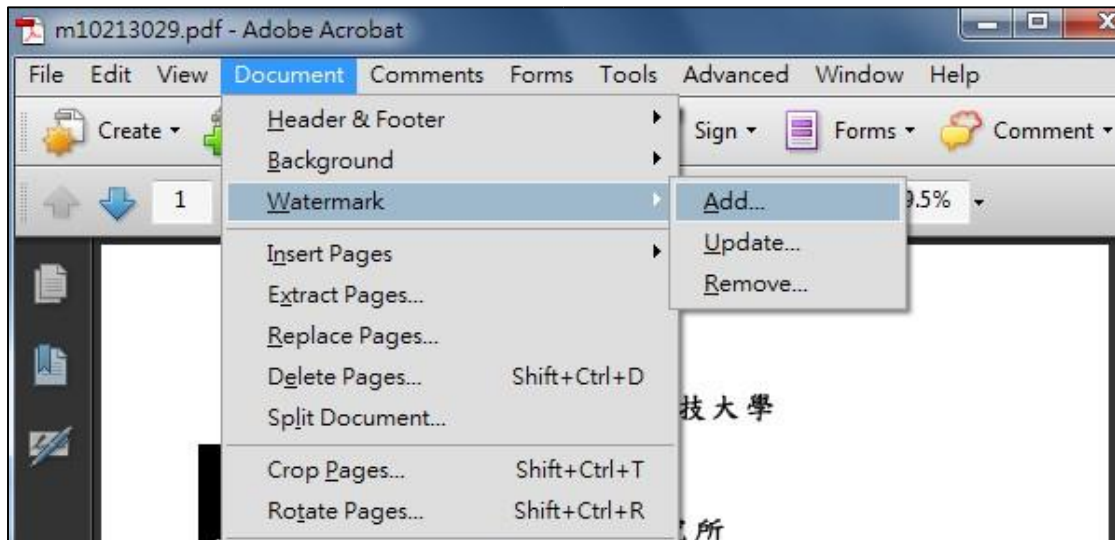 m10213029.pdf - Adobe Acrobat
File Edit View Document Comments Forms Tools Advanced Window Help
Create Sign Forms Comment
1
Header & Footer
Background
Watermark
Add...
Update...
Remove...
Insert Pages
Extract Pages...
Replace Pages...
Delete Pages... Shift+Ctrl+D
Split Document...
Crop Pages... Shift+Ctrl+T
Rotate Pages... Shift+Ctrl+R
技大學
所